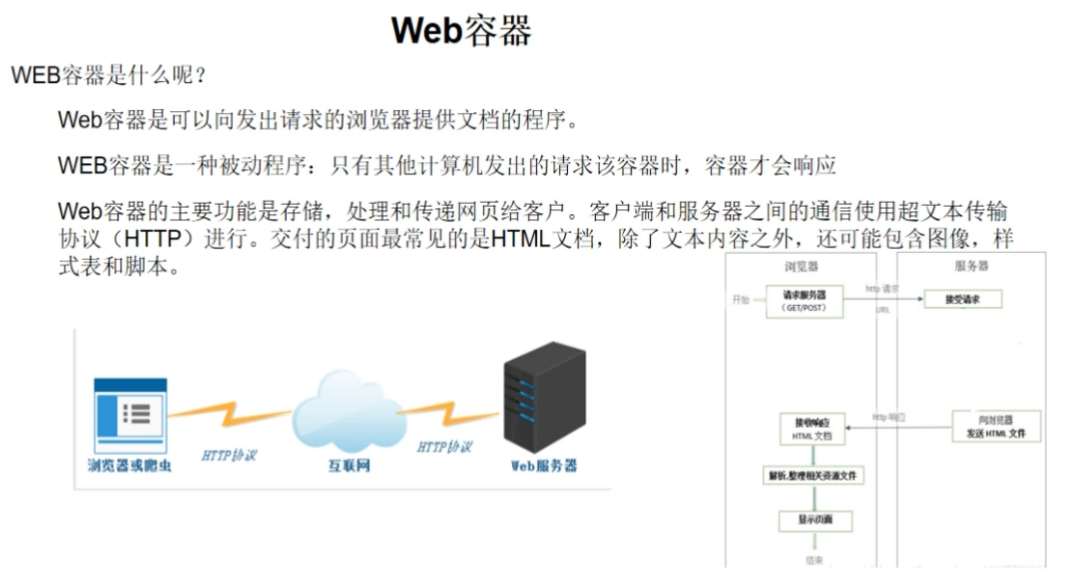 Web容器
WEB容器是什么呢？
Web容器是可以向发出请求的浏览器提供文档的程序。
WEB容器是一种被动程序：只有其他计算机发出的请求该容器时，容器才会响应
Web容器的主要功能是存储，处理和传递网页给客户。客户端和服务器之间的通信使用超文本传输
协议（HTTP）进行。交付的页面最常见的是HTML文档，除了文本内容之外，还可能包含图像，样
式表和脚本。
浏览器或爬虫
HTTP协议
互联网
HTTP协议
Web服务器
浏览器
服务器
开始
请求服务器
（GET/POST）
http 请求
URL
接受请求
接收响应
HTML 文档
http 响应
向浏览器
发送 HTML 文件
解析,整理相关资源文件
显示页面
结束